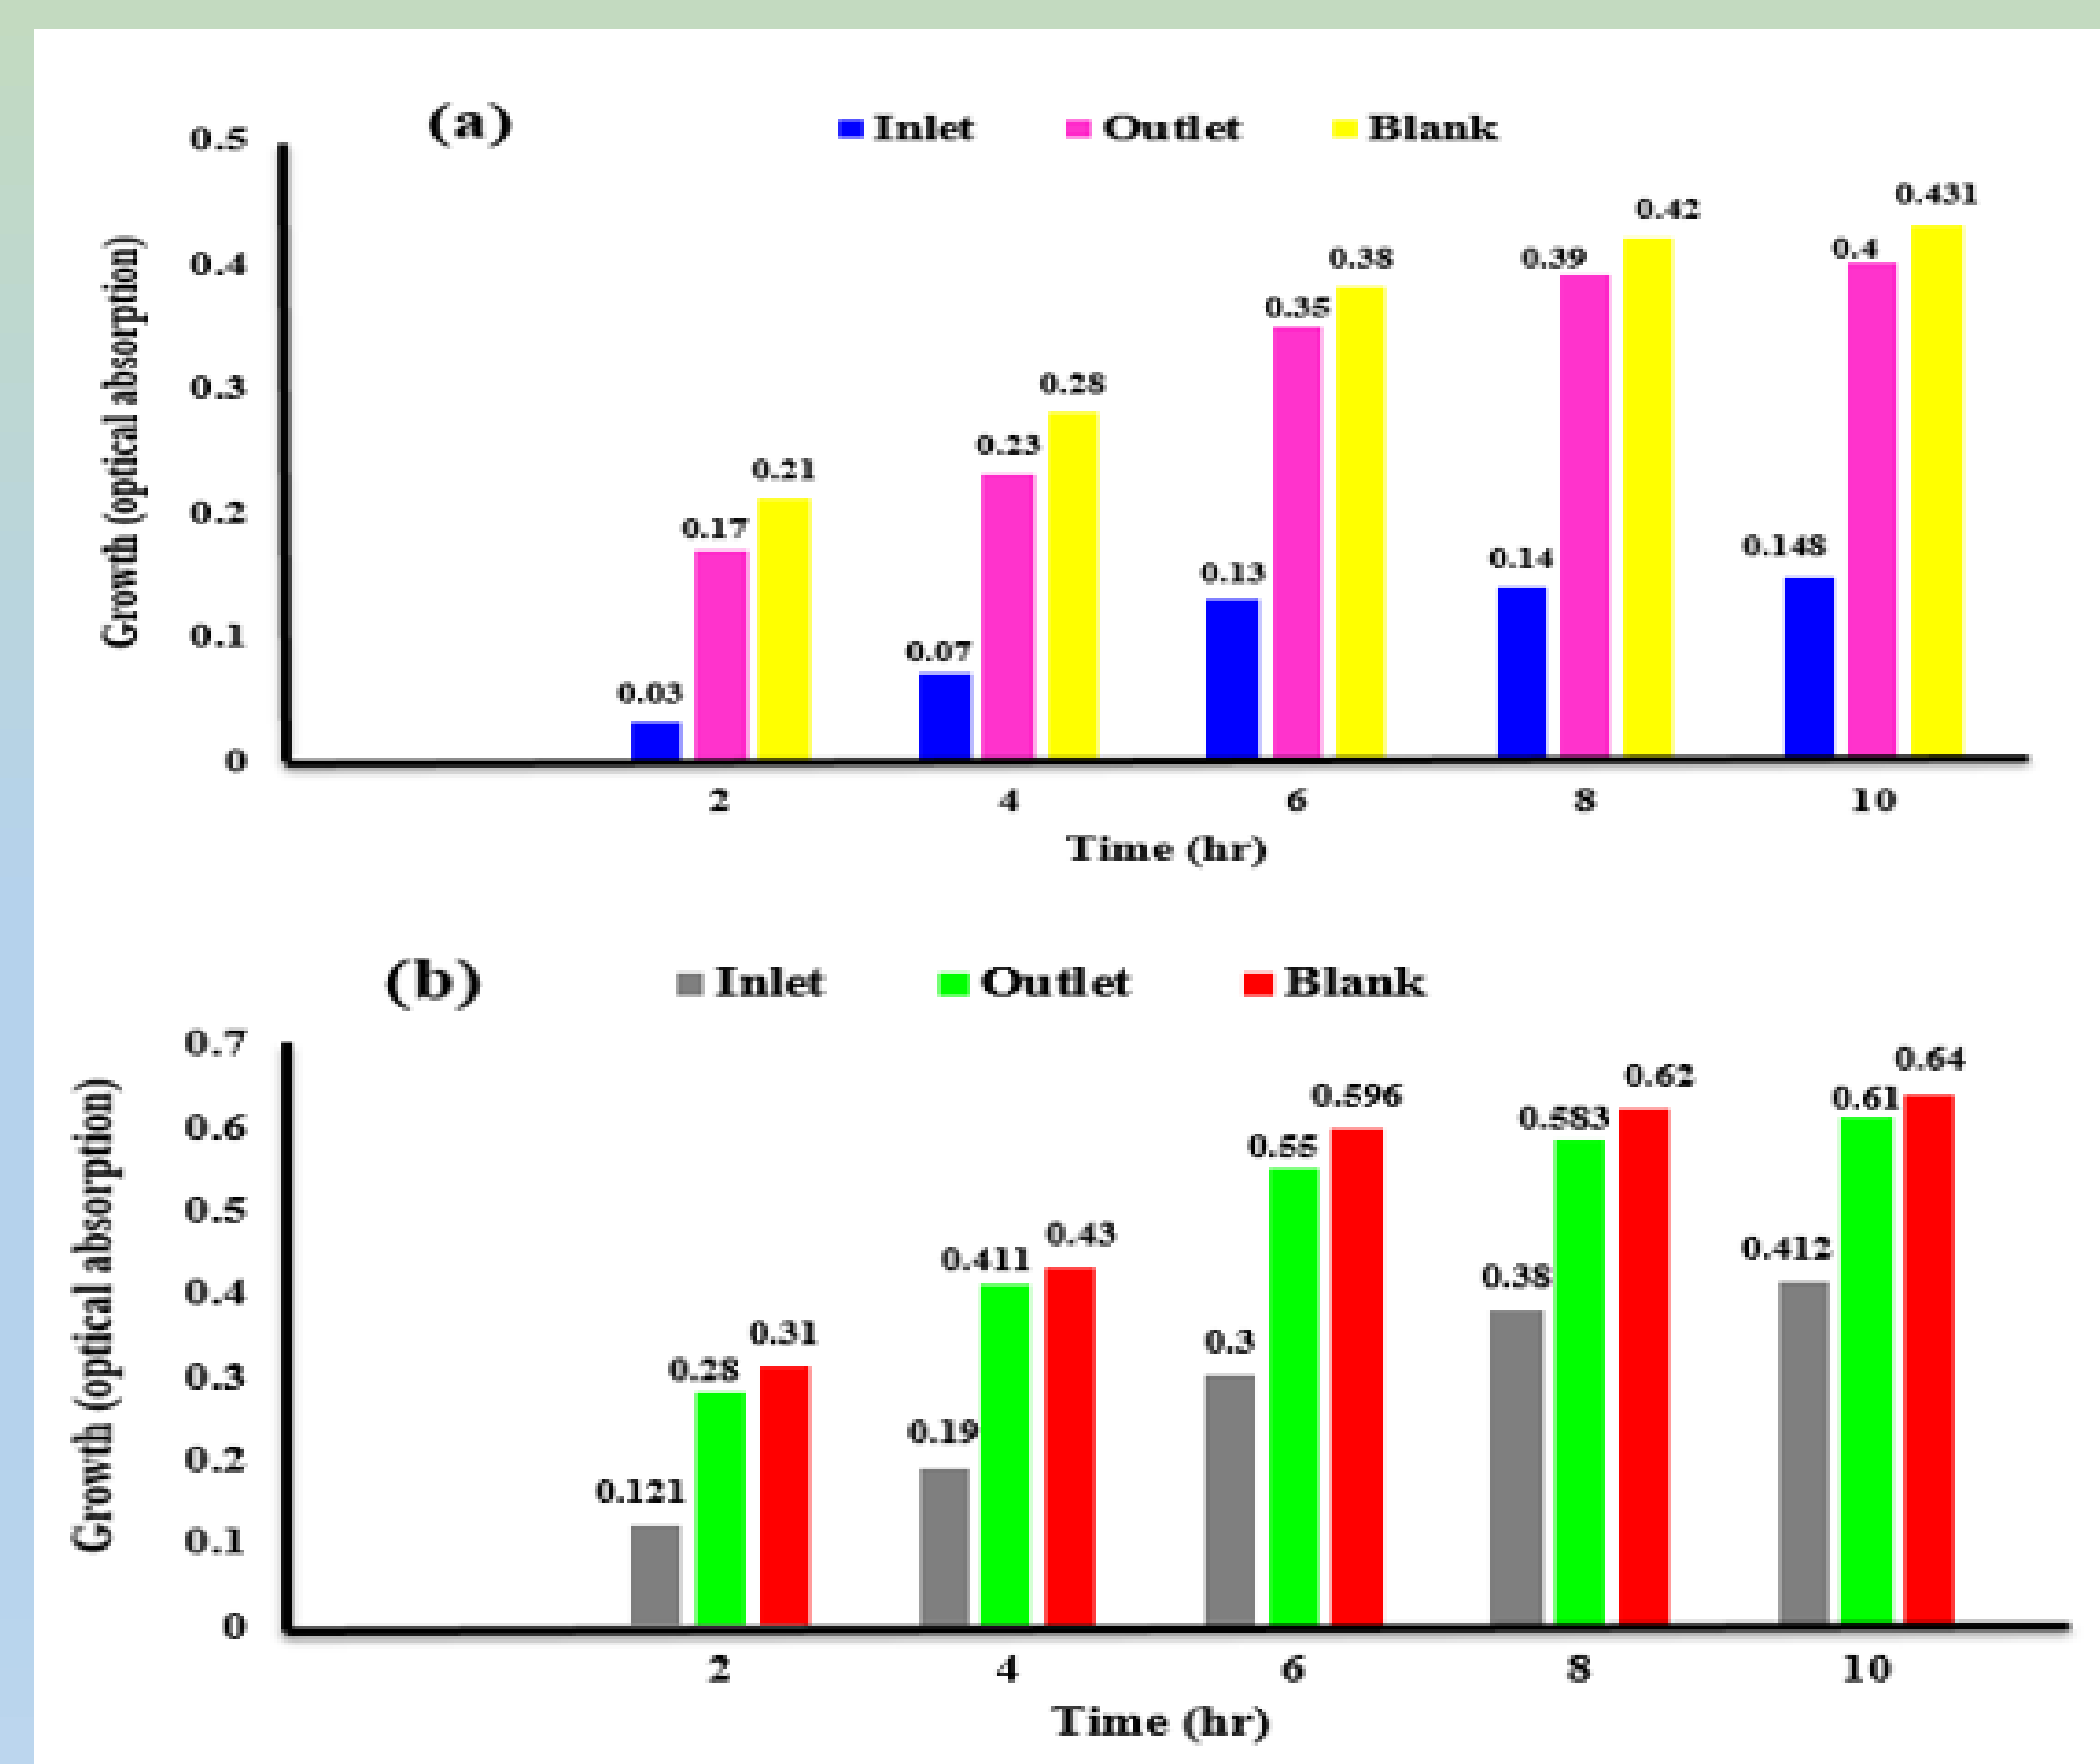 (a)
Inlet Outlet Blank
Growth (optical absorption)
0.5
0.4
0.3
0.2
0.1
0
0.03 0.17 0.21
0.07 0.23 0.28
0.13 0.35 0.38
0.14 0.39 0.42
0.148 0.4 0.431
2 4 6 8 10
Time (hr)
(b)
Inlet Outlet Blank
Growth (optical absorption)
0.7
0.6
0.5
0.4
0.3
0.2
0.1
0
0.121 0.28 0.31
0.19 0.411 0.43
0.3 0.55 0.596
0.38 0.583 0.62
0.412 0.61 0.64
2 4 6 8 10
Time (hr)